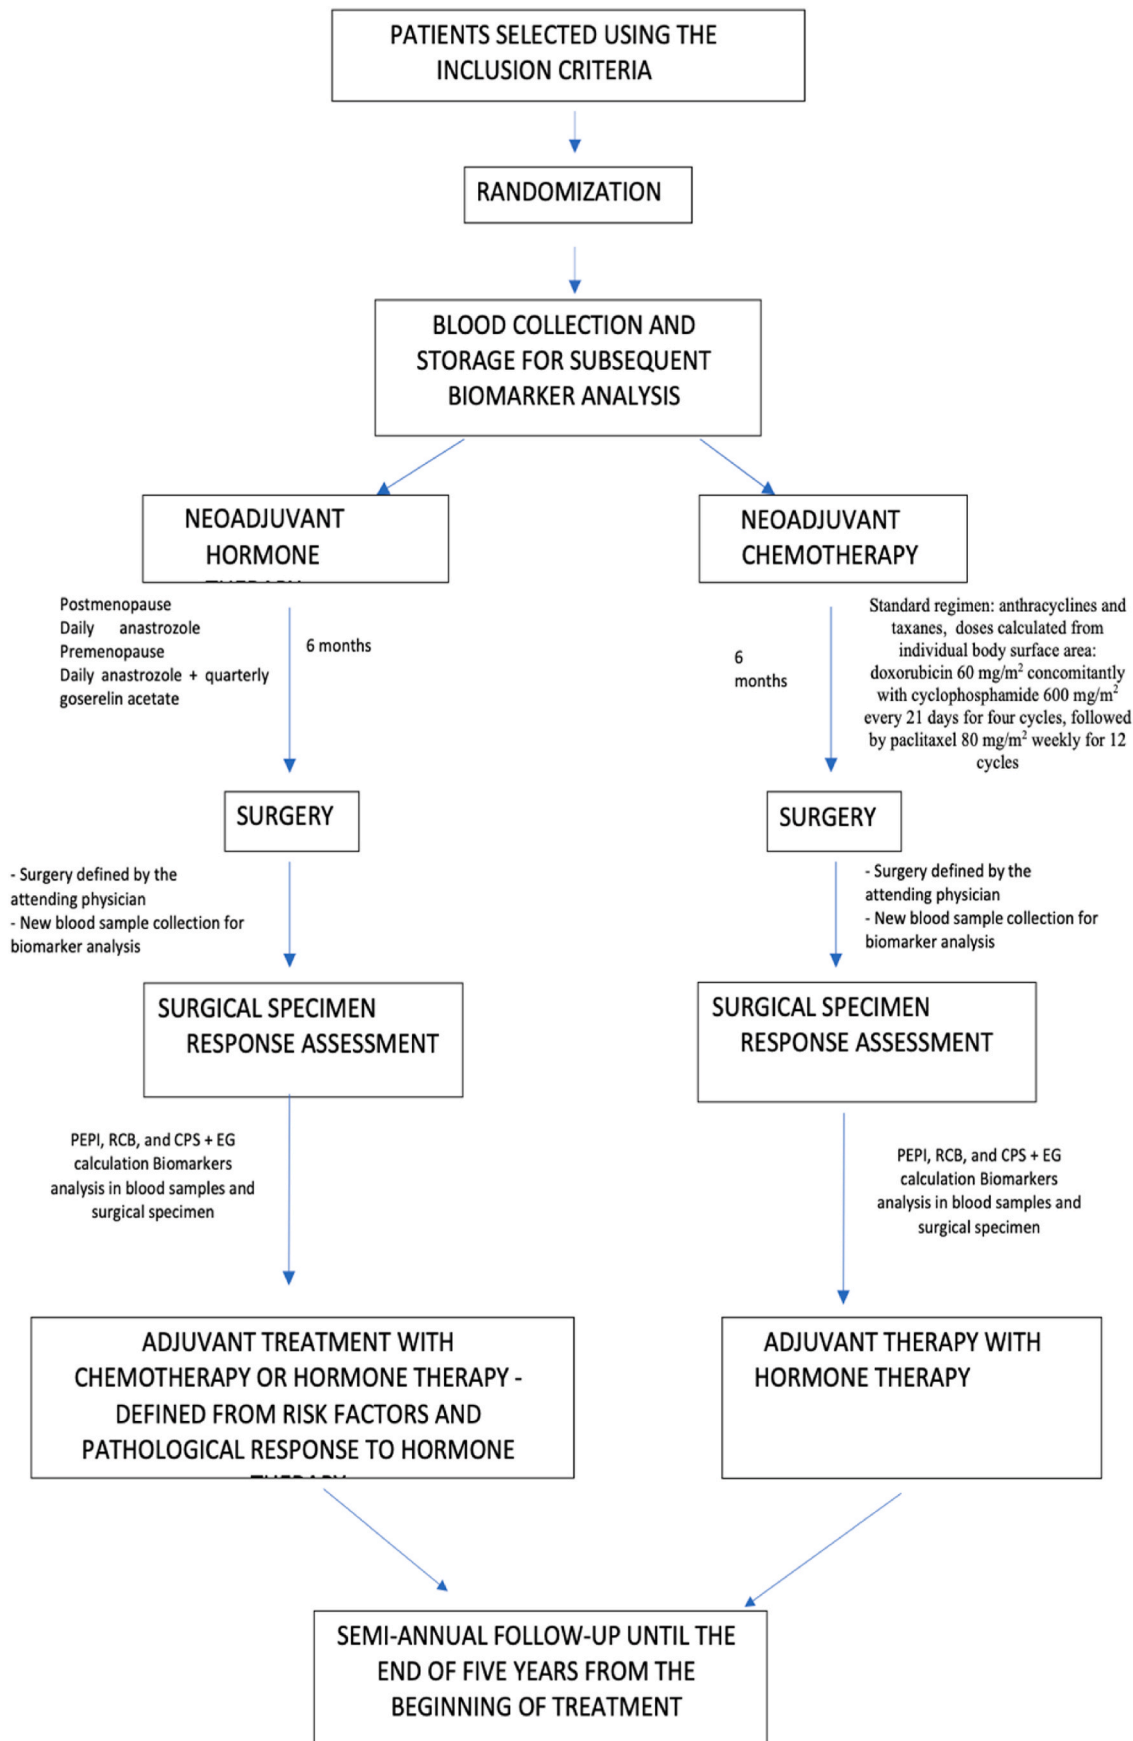 PATIENTS SELECTED USING THE
INCLUSION CRITERIA
RANDOMIZATION
BLOOD COLLECTION AND
STORAGE FOR SUBSEQUENT
BIOMARKER ANALYSIS
NEOADJUVANT
HORMONE
NEOADJUVANT
CHEMOTHERAPY
Postmenopause
Daily anastrozole
Premenopause
Daily anastrozole + quarterly
goserelin acetate
6 months
6
months
Standard regimen: anthracyclines and
taxanes, doses calculated from
individual body surface area:
doxorubicin 60 mg/m² concomitantly
with cyclophosphamide 600 mg/m²
every 21 days for four cycles, followed
by paclitaxel 80 mg/m² weekly for 12
cycles
SURGERY
SURGERY
- Surgery defined by the
attending physician
- New blood sample collection for
biomarker analysis
- Surgery defined by the
attending physician
- New blood sample collection for
biomarker analysis
SURGICAL SPECIMEN
RESPONSE ASSESSMENT
SURGICAL SPECIMEN
RESPONSE ASSESSMENT
PEPI, RCB, and CPS + EG
calculation Biomarkers
analysis in blood samples and
surgical specimen
PEPI, RCB, and CPS + EG
calculation Biomarkers
analysis in blood samples and
surgical specimen
ADJUVANT TREATMENT WITH
CHEMOTHERAPY OR HORMONE THERAPY -
DEFINED FROM RISK FACTORS AND
PATHOLOGICAL RESPONSE TO HORMONE
ADJUVANT THERAPY WITH
HORMONE THERAPY
SEMI-ANNUAL FOLLOW-UP UNTIL THE
END OF FIVE YEARS FROM THE
BEGINNING OF TREATMENT